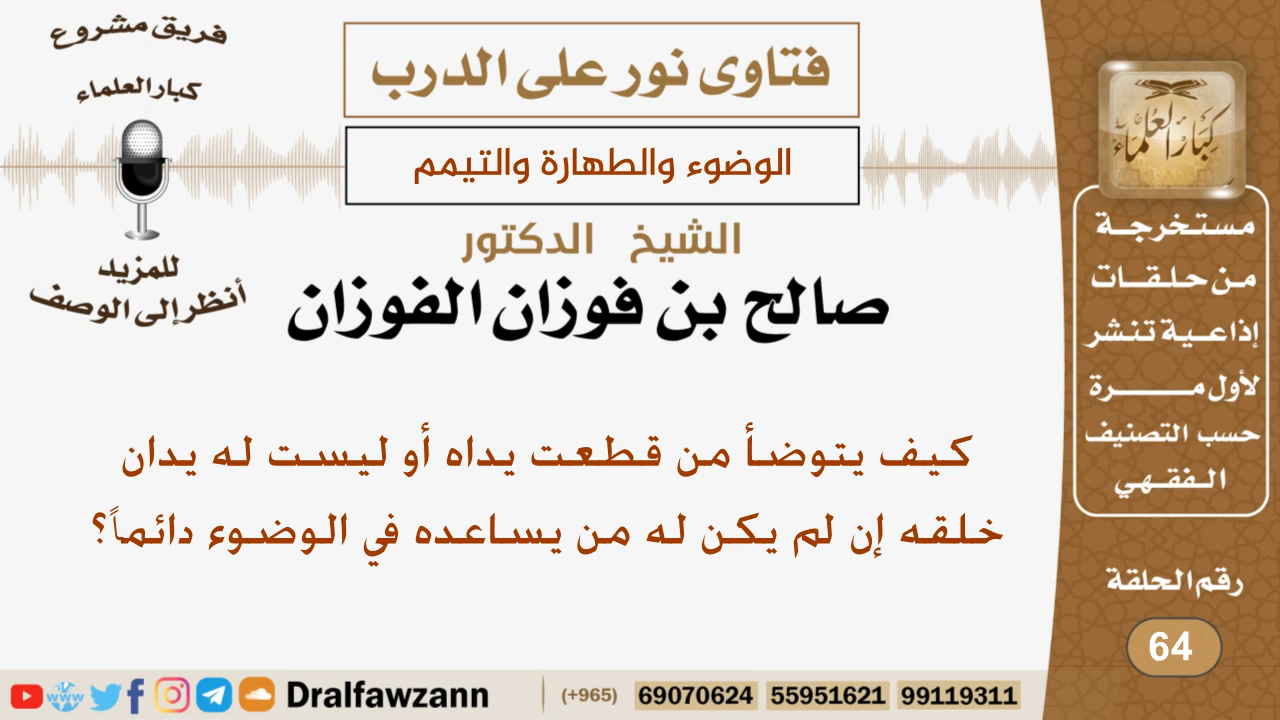 فريق مشروع
كبار العلماء
للمزيد
أنظر إلى الوصف
فتاوى نور على الدرب
الوضوء والطهارة والتيمم
الشيخ الدكتور
صالح بن فوزان الفوزان
كيف يتوضأ من قطعت يداه أو ليست له يدان
خلقه إن لم يكن له من يساعده في الوضوء دائماً؟
كبار العلماء
مستخرجة
من حلقات
إذاعية تنشر
لأول مرة
حسب التصنيف
الفقهي
رقم الحلقة
64
www
Dralfawzann
(+965) 69070624 55951621 99119311